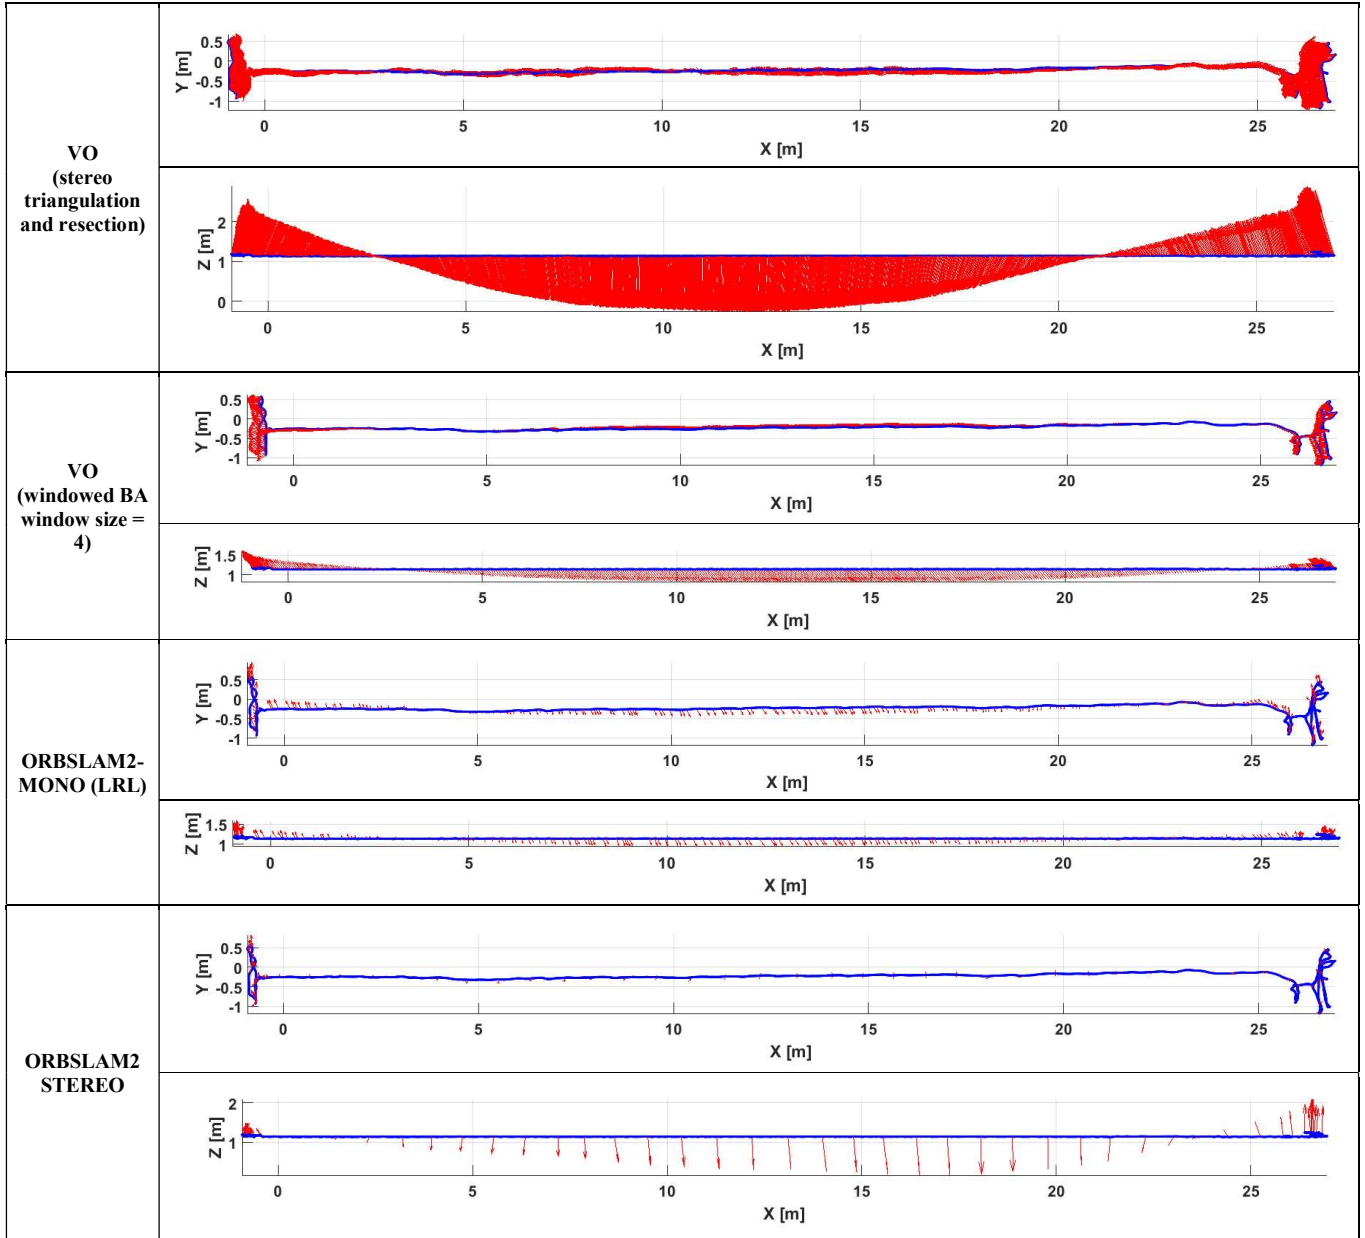 VO
(stereo
triangulation
and resection)
Y [m]
0.5
0
-0.5
-1
0 5 10 15 20 25
X [m]
Z [m]
2
1
0
0 5 10 15 20 25
X [m]
VO
(windowed BA
window size =
4)
Y [m]
0.5
0
-0.5
-1
0 5 10 15 20 25
X [m]
Z [m]
1.5
1
0 5 10 15 20 25
X [m]
ORBSLAM2-
MONO (LRL)
Y [m]
0.5
0
-0.5
-1
0 5 10 15 20 25
X [m]
Z [m]
1.5
1
0 5 10 15 20 25
X [m]
ORBSLAM2
STEREO
Y [m]
0.5
0
-0.5
-1
0 5 10 15 20 25
X [m]
Z [m]
2
1
0 5 10 15 20 25
X [m]